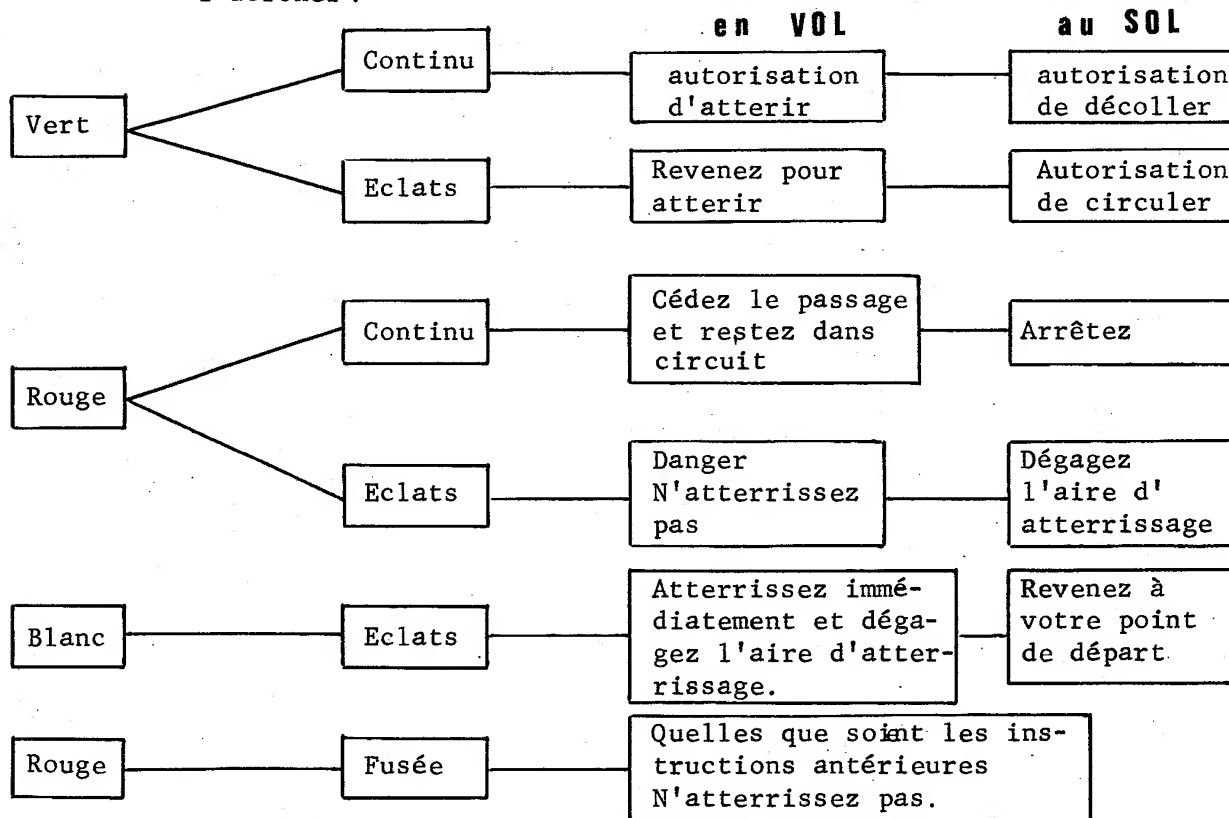 en VOL au SOL
Continu
autorisation
d'atterir
autorisation
de décoller
Vert
Eclats
Revenez pour
atterir
Autorisation
de circuler
Continu
Cédez le passage
et restez dans
circuit
Arrêtez
Rouge
Eclats
Danger
N'atterrissez
pas
Dégagez
l'aire d'
atterrissage
Blanc
Eclats
Atterrissez immé-
diatement et déga-
gez l'aire d'atter-
rissage.
Revenez à
votre point
de départ
Rouge
Fusée
Quelles que soient les ins-
tructions antérieures
N'atterrissez pas.